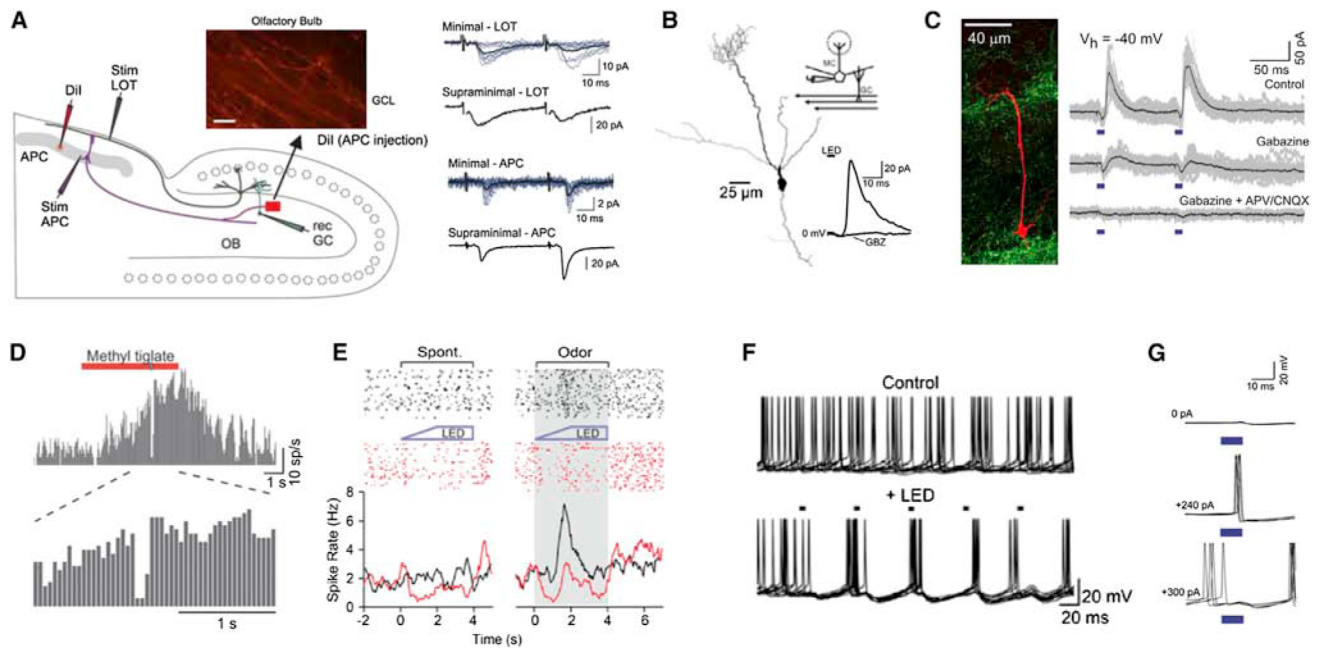 A
Olfactory Bulb
Stim
LOT
DiI
GCL
DiI (APC injection)
APC
Stim
APC
OB
rec
GC
Minimal - LOT
10 pA
10 ms
Supraminimal - LOT
20 pA
Minimal - APC
2 pA
10 ms
Supraminimal - APC
20 pA
B
MC
GC
25 µm
LED
20 pA
10 ms
0 mV
GBZ
C
40 µm
Vh = -40 mV
50 pA
50 ms
Control
Gabazine
Gabazine + APV/CNQX
D
Methyl tiglate
10 sp/s
1 s
1 s
E
Spont.
Odor
LED
LED
Spike Rate (Hz)
8
6
4
2
0
-2 0 2 4
0 2 4 6
Time (s)
F
Control
+ LED
20 mV
20 ms
G
20 mV
10 ms
0 pA
+240 pA
+300 pA